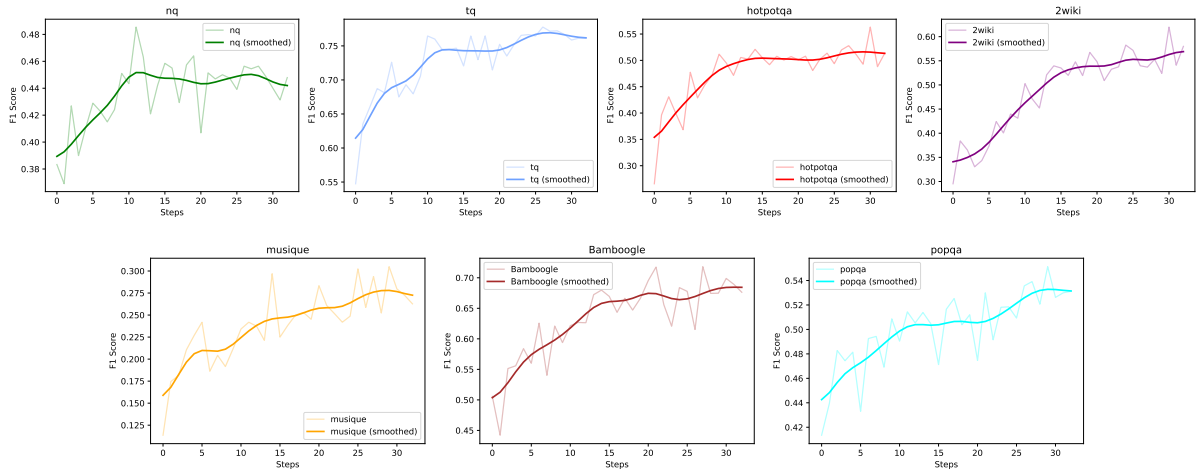 nq
F1 Score
0.48
0.46
0.44
0.42
0.40
0.38
nq
nq (smoothed)
0 5 10 15 20 25 30
Steps
tq
F1 Score
0.75
0.70
0.65
0.60
0.55
tq
tq (smoothed)
0 5 10 15 20 25 30
Steps
hotpotqa
F1 Score
0.55
0.50
0.45
0.40
0.35
0.30
hotpotqa
hotpotqa (smoothed)
0 5 10 15 20 25 30
Steps
2wiki
F1 Score
0.60
0.55
0.50
0.45
0.40
0.35
0.30
2wiki
2wiki (smoothed)
0 5 10 15 20 25 30
Steps
musique
F1 Score
0.300
0.275
0.250
0.225
0.200
0.175
0.150
0.125
musique
musique (smoothed)
0 5 10 15 20 25 30
Steps
Bamboogle
F1 Score
0.70
0.65
0.60
0.55
0.50
0.45
Bamboogle
Bamboogle (smoothed)
0 5 10 15 20 25 30
Steps
popqa
F1 Score
0.54
0.52
0.50
0.48
0.46
0.44
0.42
popqa
popqa (smoothed)
0 5 10 15 20 25 30
Steps